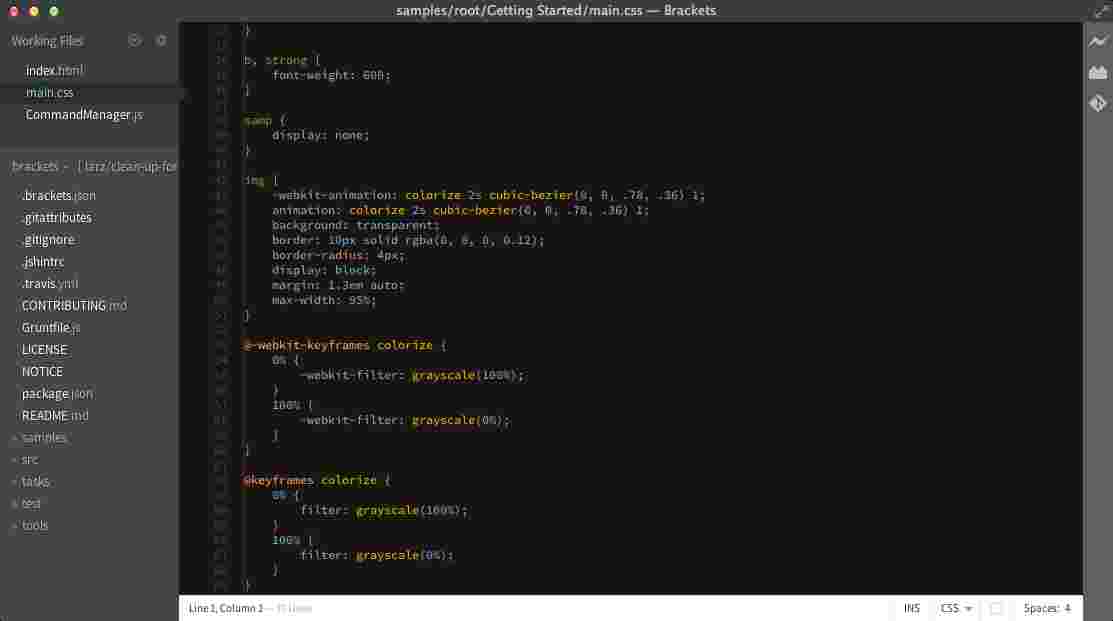 samples/root/Getting Started/main.css — Brackets
Working Files
index.html
main.css
CommandManager.js
brackets
.brackets.json
.gitattributes
.gitignore
.jshintrc
.travis.yml
CONTRIBUTING.md
Gruntfile.js
LICENSE
NOTICE
package.json
README.md
samples
src
tasks
test
tools
}
b, strong {
font-weight: 600;
}
samp {
display: none;
}
img {
-webkit-animation: colorize 2s cubic-bezier(0, 0, .78, .36) 1;
animation: colorize 2s cubic-bezier(0, 0, .78, .36) 1;
background: transparent;
border: 10px solid rgba(0, 0, 0, 0.12);
border-radius: 4px;
display: block;
margin: 1.3em auto;
max-width: 95%;
}
@-webkit-keyframes colorize {
0% {
-webkit-filter: grayscale(100%);
}
100% {
-webkit-filter: grayscale(0%);
}
}
@keyframes colorize {
0% {
filter: grayscale(100%);
}
100% {
filter: grayscale(0%);
}
}
Line 1, Column 1 — Lines
INS CSS Spaces: 4